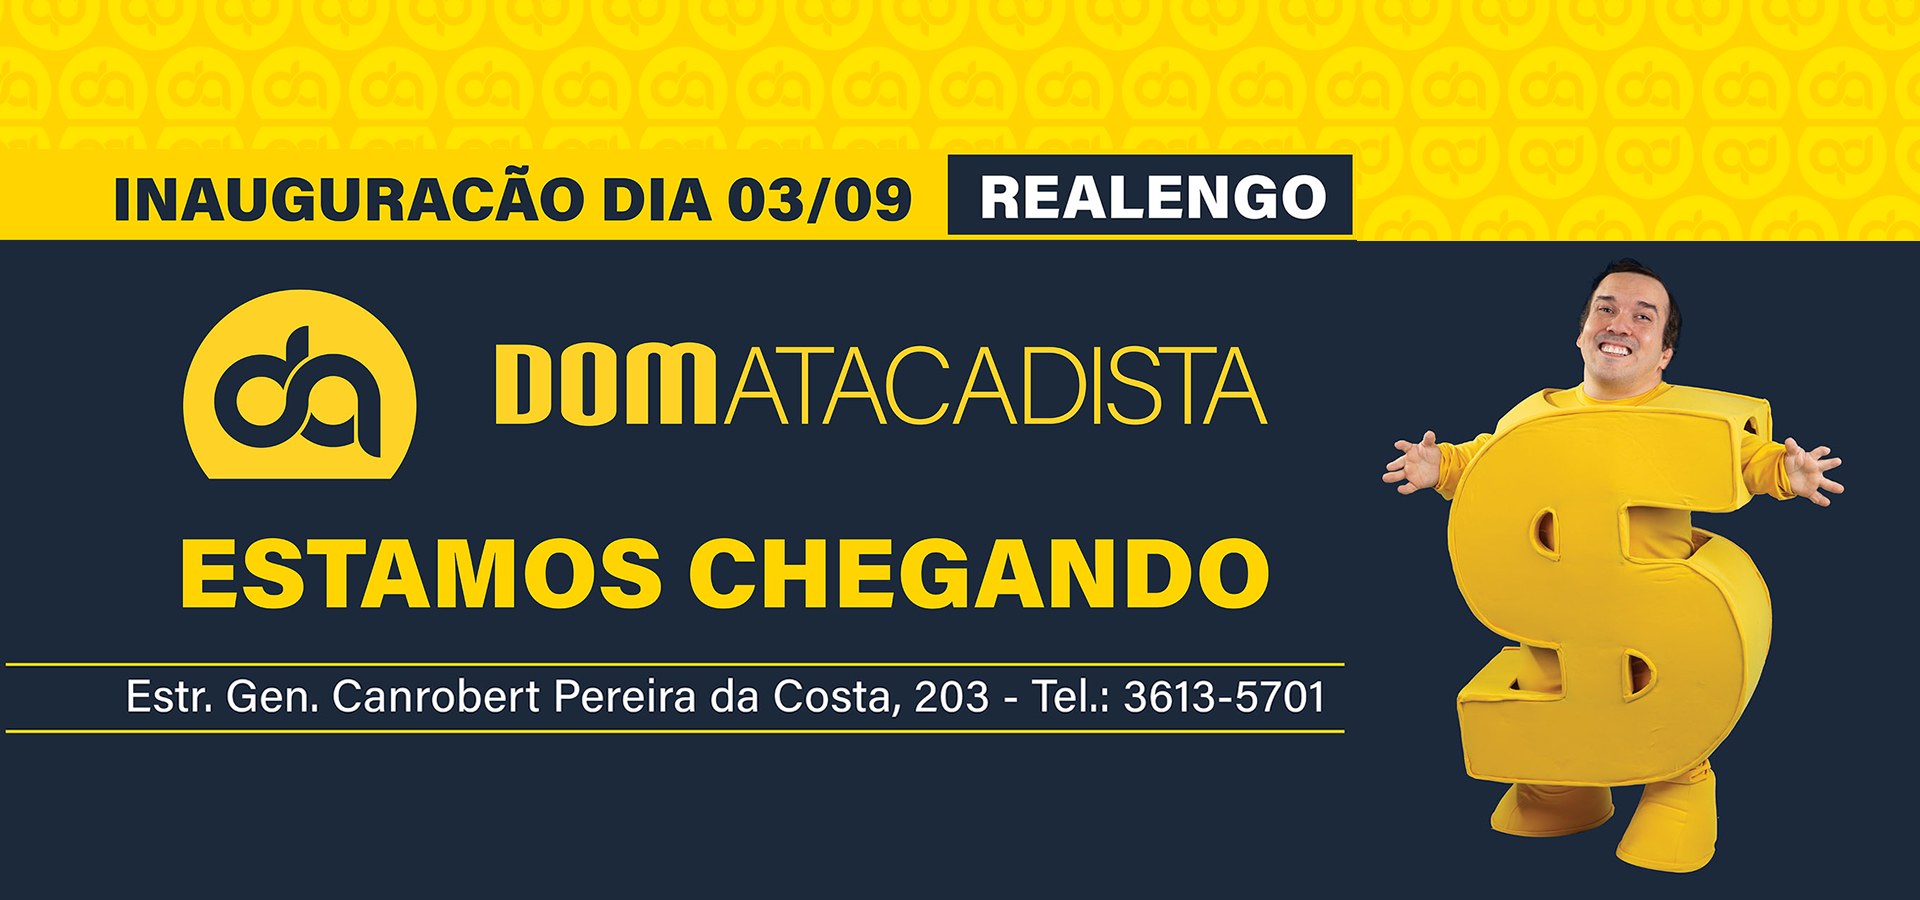 INAUGURACÃO DIA 03/09 REALENGO
da
DOMATACADISTA
ESTAMOS CHEGANDO
Estr. Gen. Canrobert Pereira da Costa, 203 - Tel.: 3613-5701